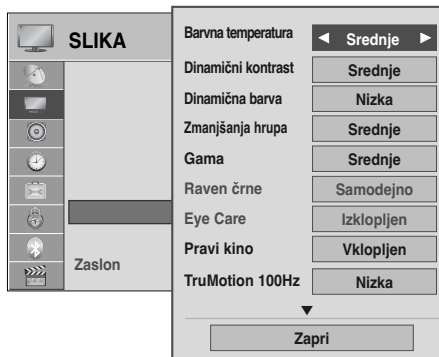 SLIKA
Zaslon
Barvna temperatura Srednje
Dinamični kontrast Srednje
Dinamična barva Nizka
Zmanjšanja hrupa Srednje
Gama Srednje
Raven črne Samodejno
Eye Care Izklopljen
Pravi kino Vklopljen
TruMotion 100Hz Nizka
Zapri